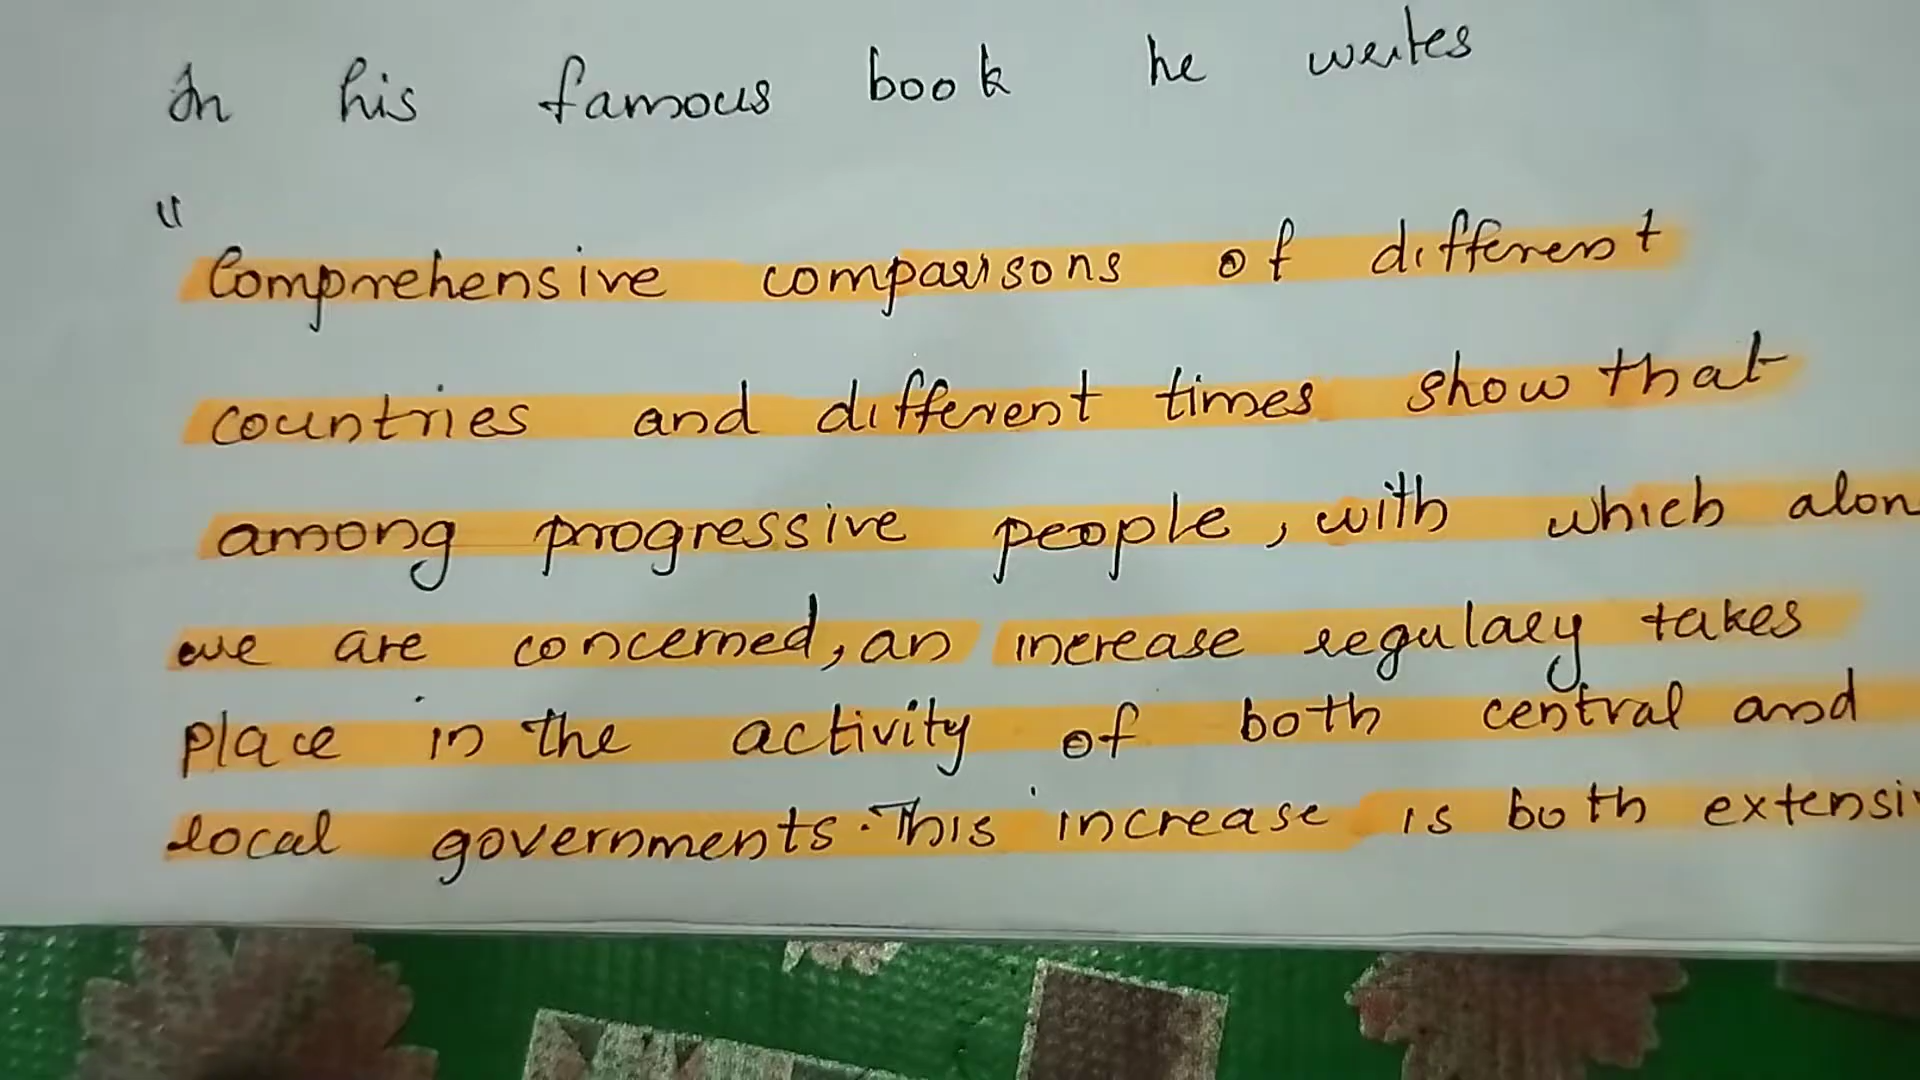 In his famous book he writes
"Comprehensive comparisons of different
countries and different times show that
among progressive people, with which alon
we are concerned, an increase regulary takes
place in the activity of both central and
local governments. This increase is both extensi